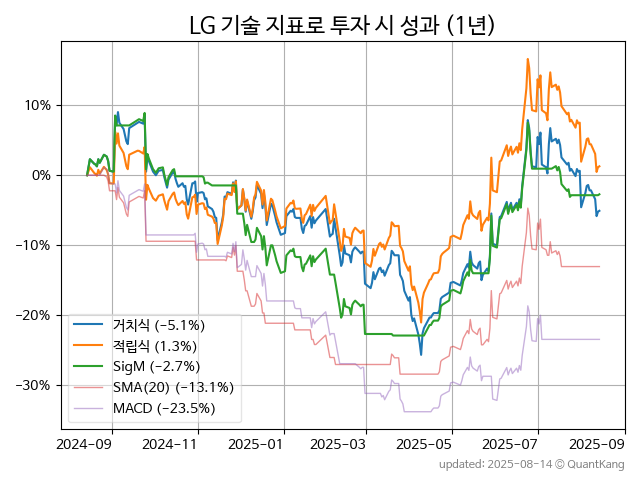 LG 기술 지표로 투자 시 성과 (1년)
10%
0%
−10%
−20%
−30%
거치식 (−5.1%)
적립식 (1.3%)
SigM (−2.7%)
SMA(20) (−13.1%)
MACD (−23.5%)
2024-09 2024-11 2025-01 2025-03 2025-05 2025-07 2025-09
updated: 2025-08-14 © QuantKang